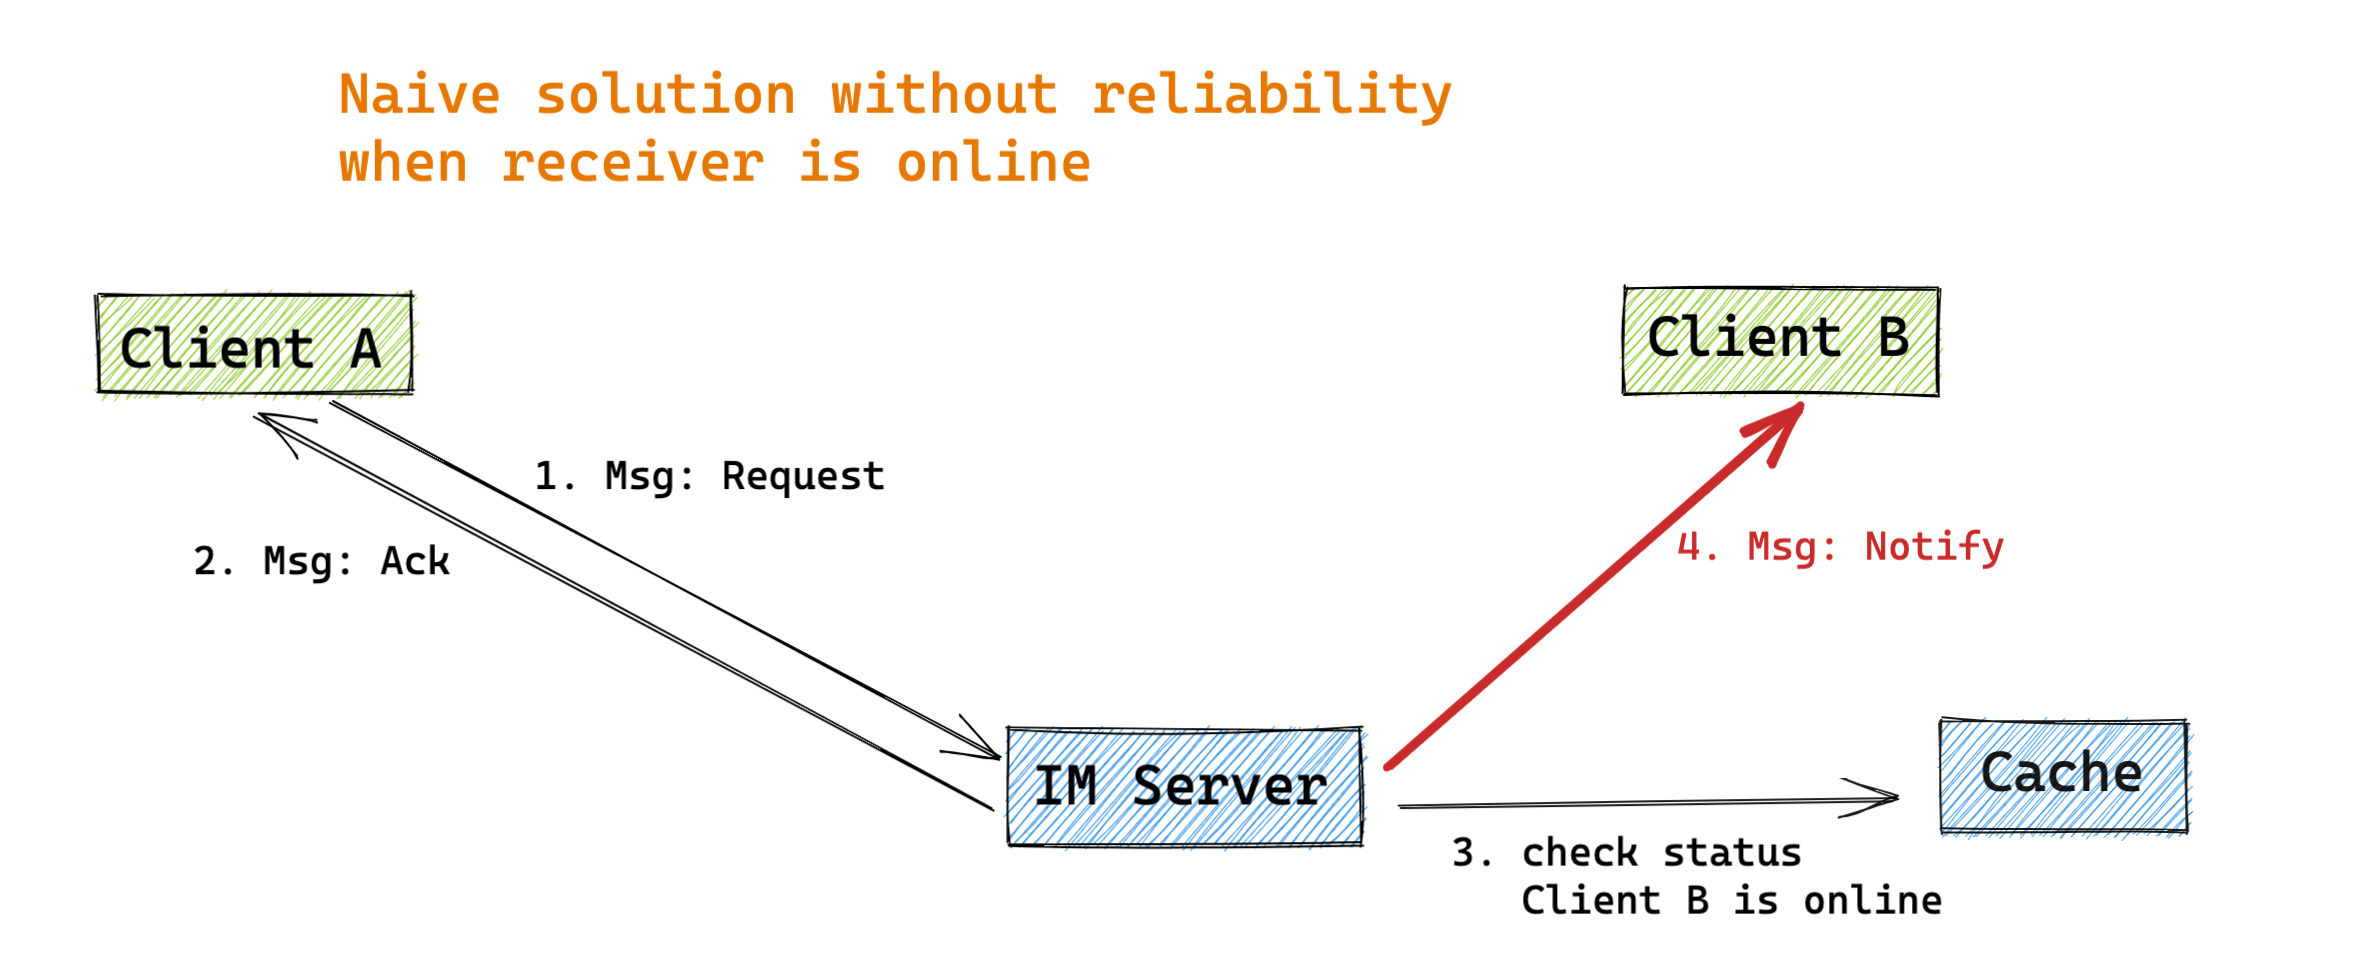 Naive solution without reliability
when receiver is online
Client A
Client B
1. Msg: Request
2. Msg: Ack
4. Msg: Notify
IM Server
Cache
3. check status
Client B is online